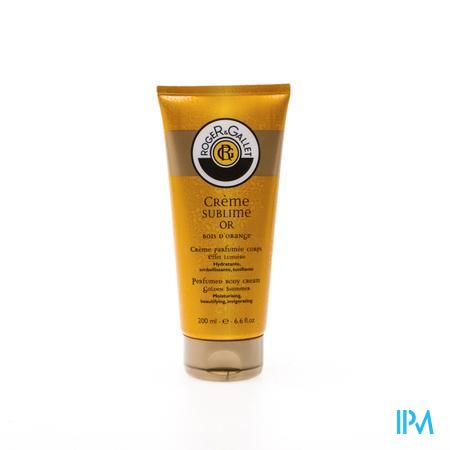 ROGER & GALLET
RG
CRÈME
SUBLIME
OR
BOIS D'ORANGE
CRÈME PARFUMÉE CORPS
EFFET LUMIÈRE
Hydratante,
embellissante, tonifiante
PERFUMED BODY CREAM
GOLDEN SHIMMER
Moisturising,
beautifying, invigorating
200 ml - ℮ - 6.6 fl.oz
IPM